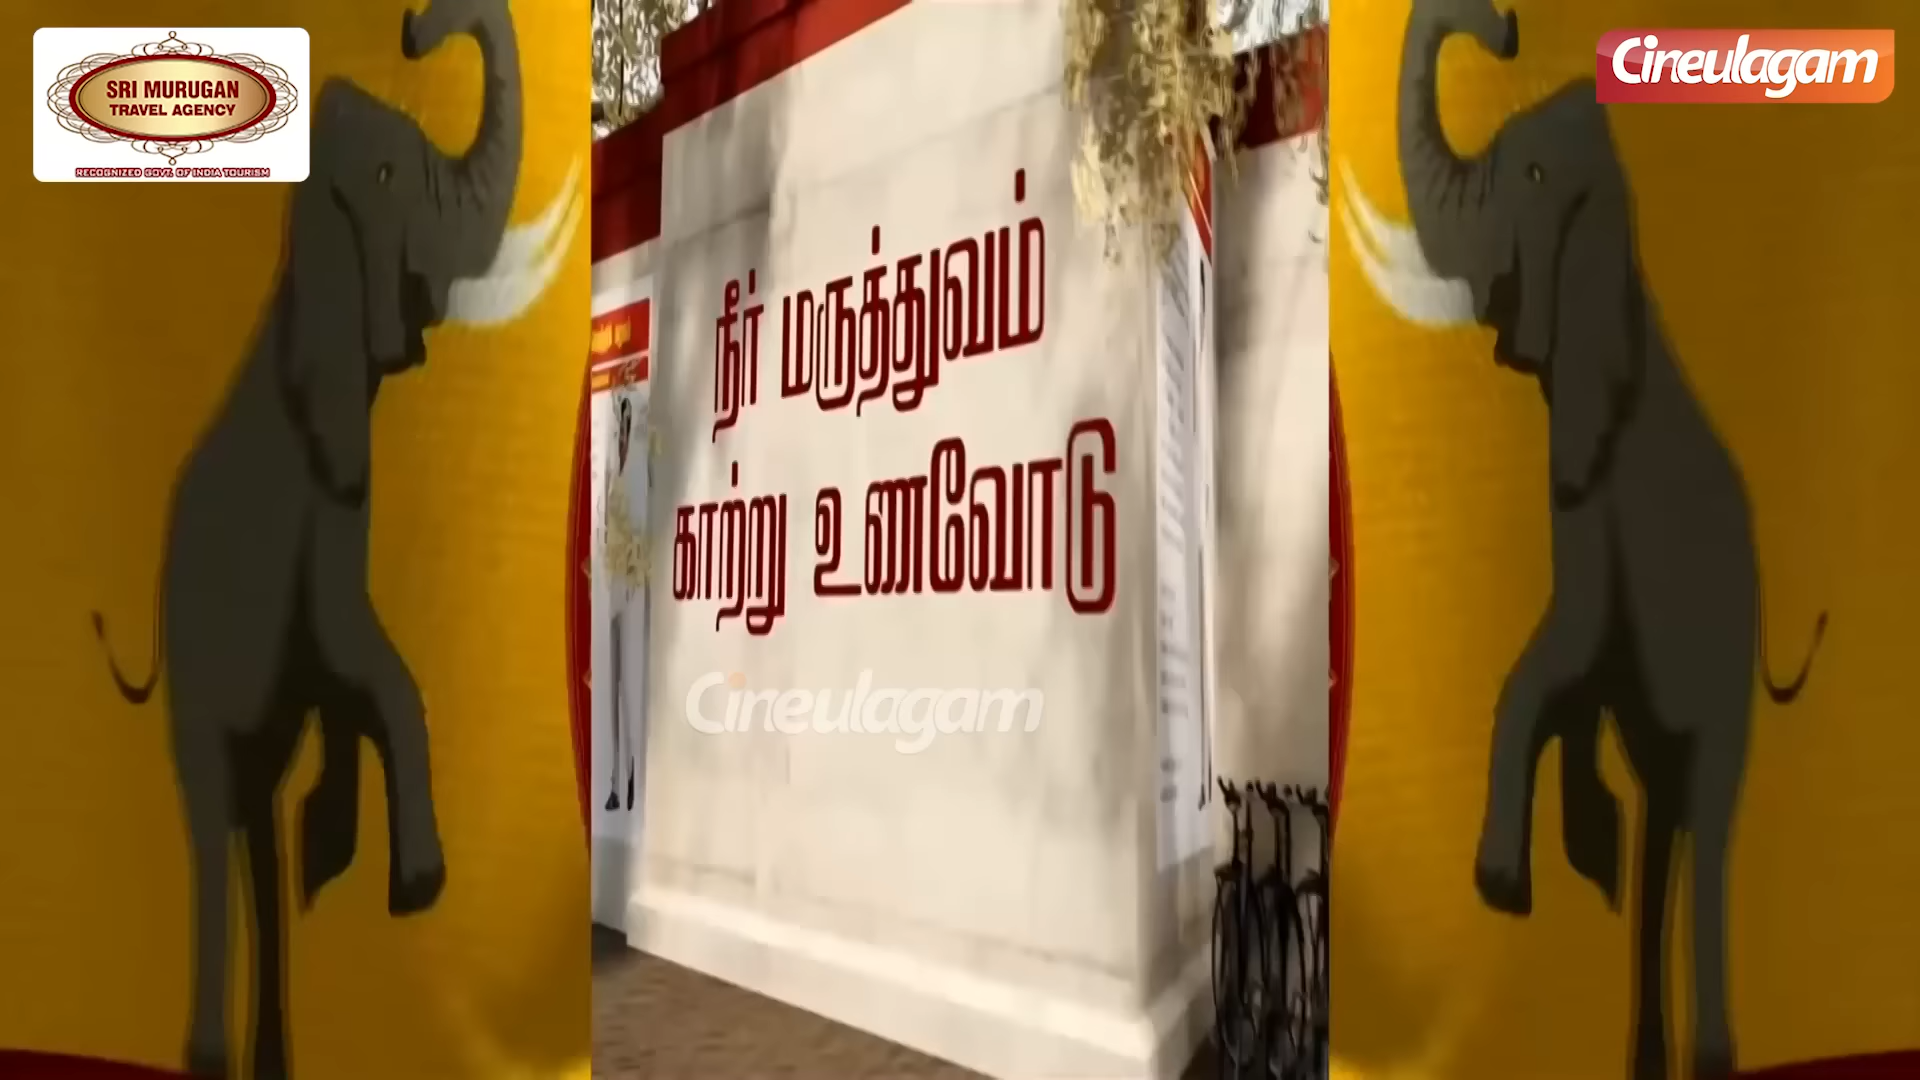 SRI MURUGAN
TRAVEL AGENCY
RECOGNIZED GOVT. OF INDIA TOURISM
Cineulagam
நீர் மருத்துவம்
காற்று உணவோடு
Cineulagam